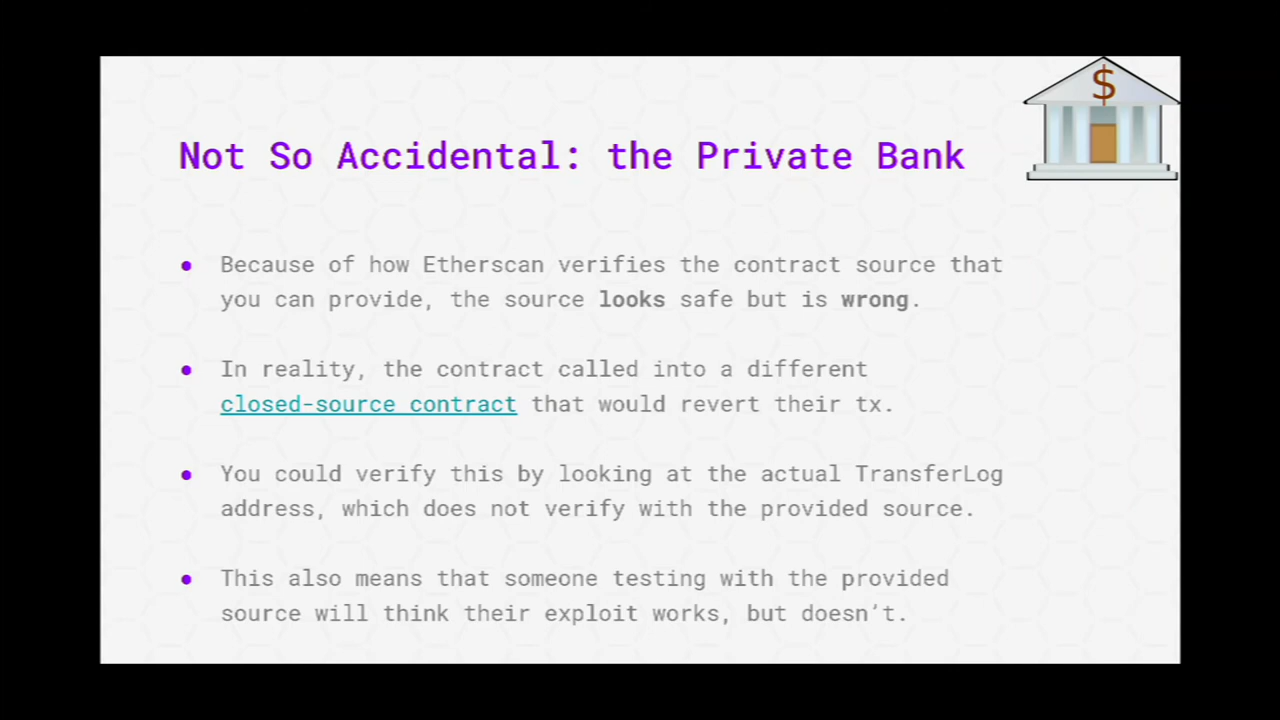 $
Not So Accidental: the Private Bank
● Because of how Etherscan verifies the contract source that
you can provide, the source looks safe but is wrong.
● In reality, the contract called into a different
closed-source contract that would revert their tx.
● You could verify this by looking at the actual TransferLog
address, which does not verify with the provided source.
● This also means that someone testing with the provided
source will think their exploit works, but doesn’t.